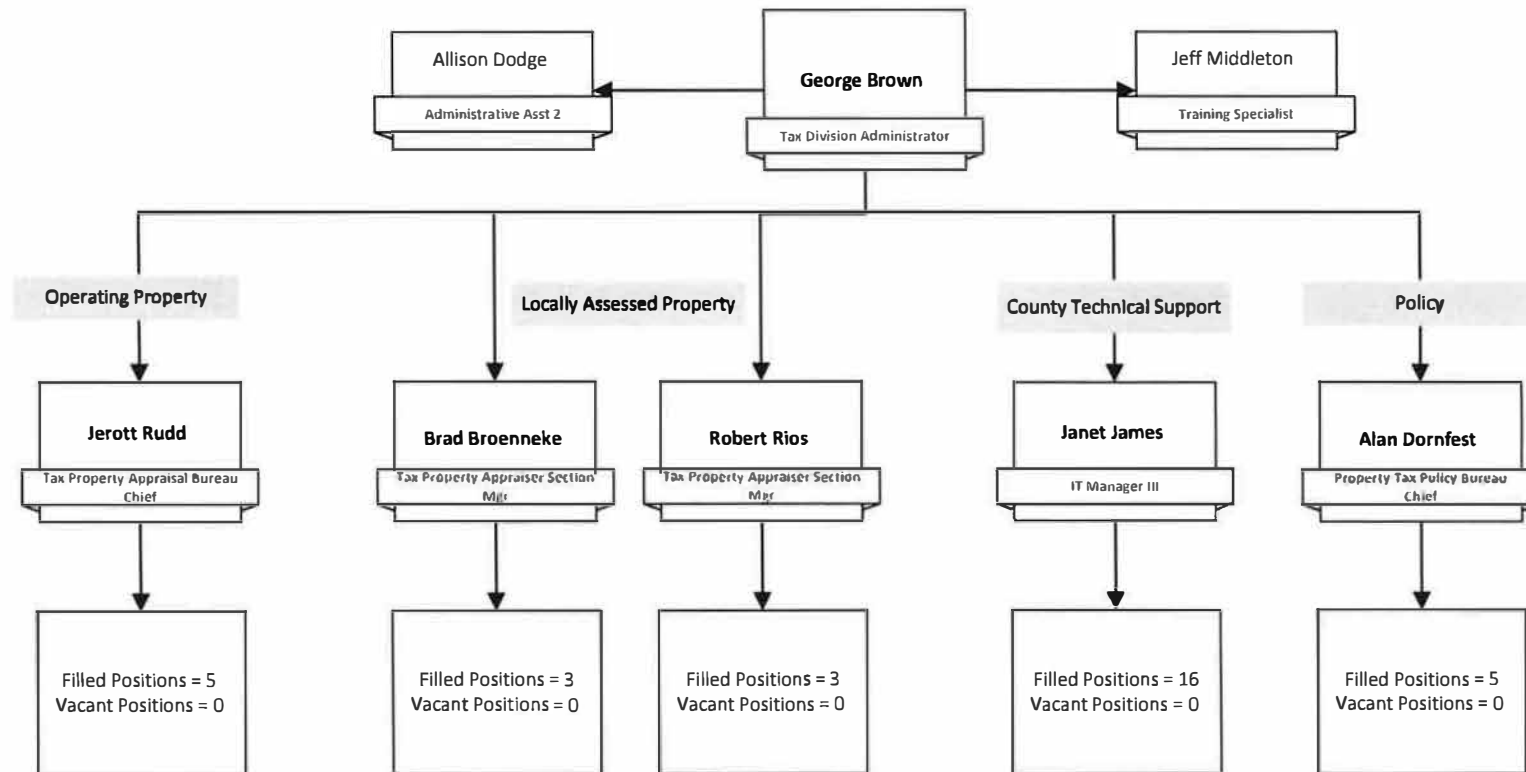 Allison Dodge
Administrative Asst 2
George Brown
Tax Division Administrator
Jeff Middleton
Training Specialist
Operating Property
Locally Assessed Property
County Technical Support
Policy
Jerott Rudd
Tax Property Appraisal Bureau
Chief
Brad Broenneke
Tax Property Appraiser Section
Mgr
Robert Rios
Tax Property Appraiser Section
Mgr
Janet James
IT Manager III
Alan Dornfest
Property Tax Policy Bureau
Chief
Filled Positions = 5
Vacant Positions = 0
Filled Positions = 3
Vacant Positions = 0
Filled Positions = 3
Vacant Positions = 0
Filled Positions = 16
Vacant Positions = 0
Filled Positions = 5
Vacant Positions = 0